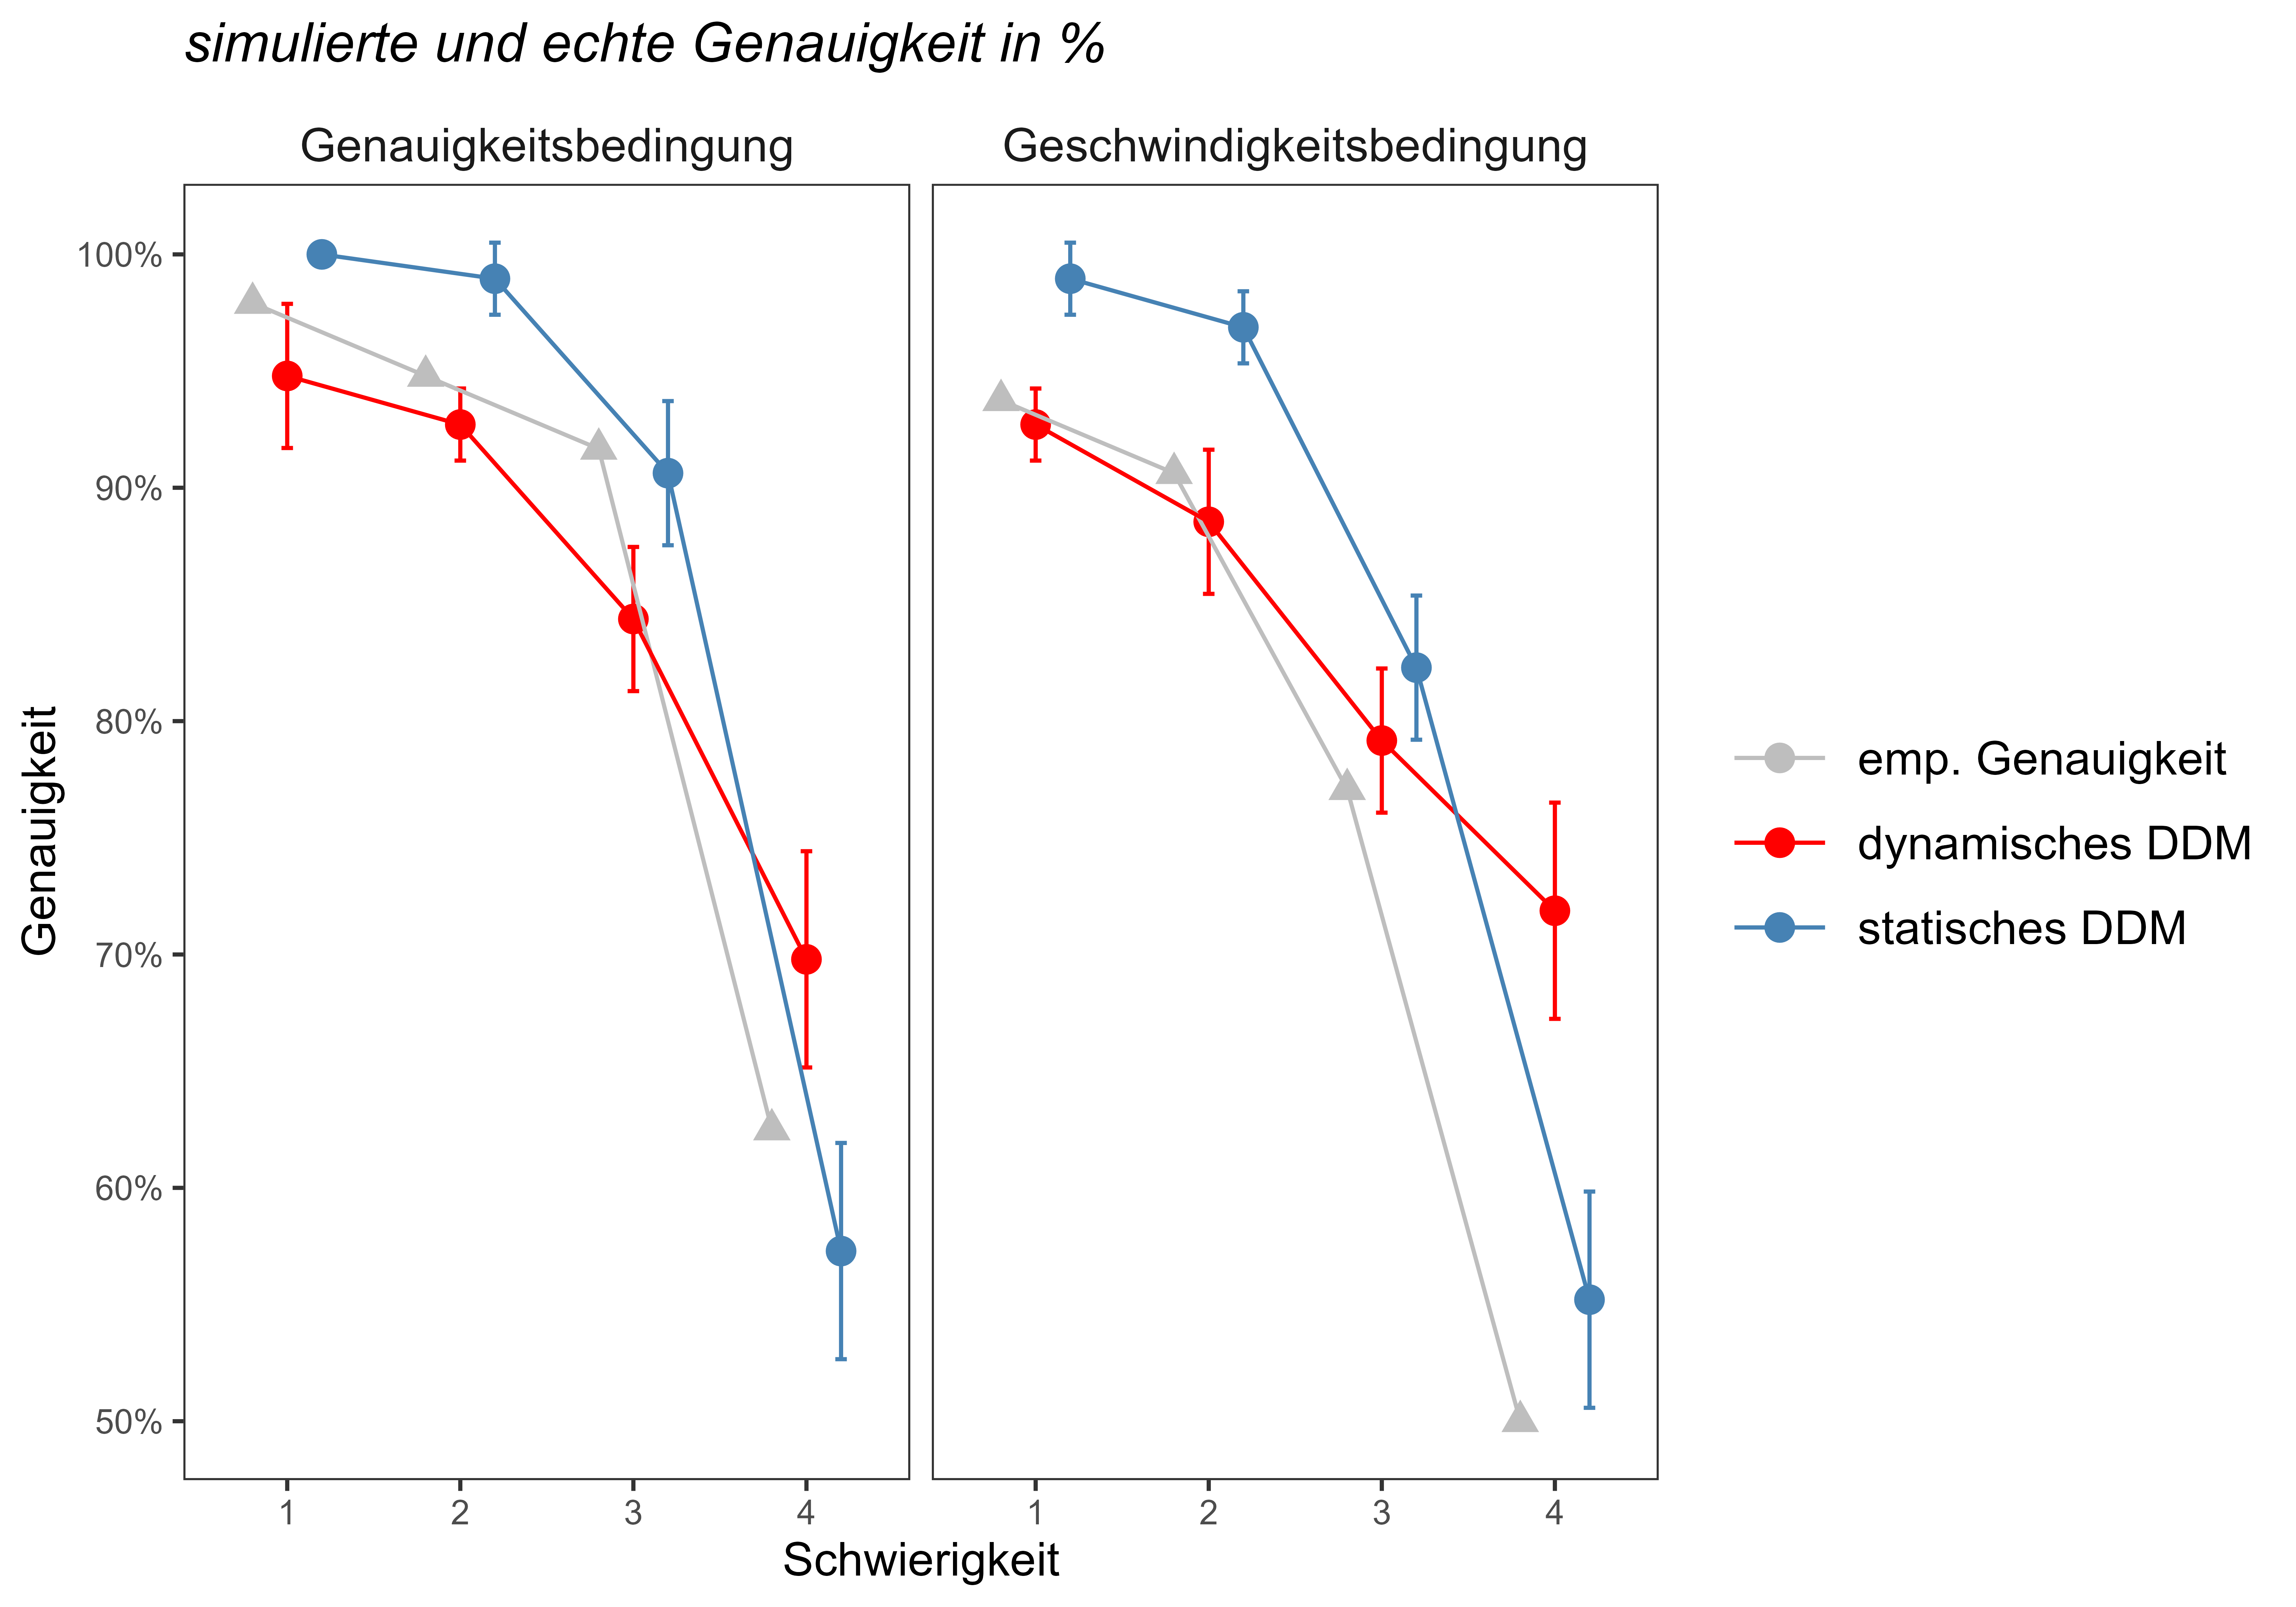 simulierte und echte Genauigkeit in %
Genauigkeitsbedingung
Geschwindigkeitsbedingung
Genauigkeit
100%
90%
80%
70%
60%
50%
1 2 3 4
1 2 3 4
Schwierigkeit
emp. Genauigkeit
dynamisches DDM
statisches DDM